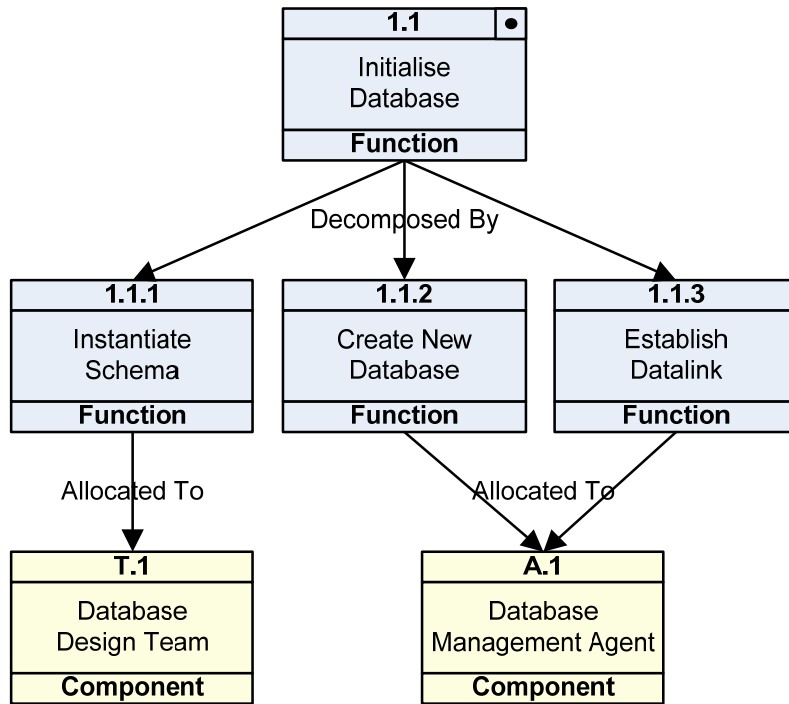 1.1
Initialise
Database
Function
Decomposed By
1.1.1
Instantiate
Schema
Function
1.1.2
Create New
Database
Function
1.1.3
Establish
Datalink
Function
Allocated To
Allocated To
T.1
Database
Design Team
Component
A.1
Database
Management Agent
Component